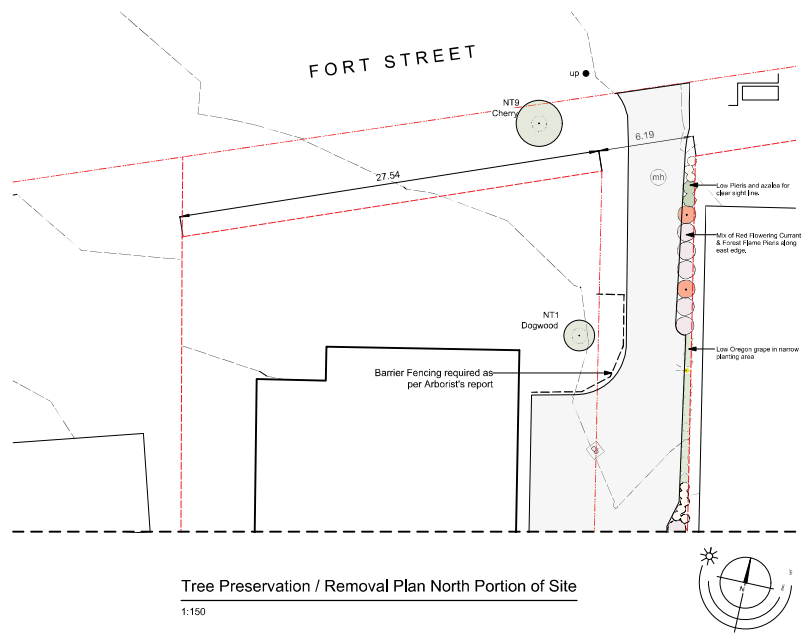 FORT STREET
up
NT9
Cherry
6.19
27.54
mh
Low Pieris and azalea for
clear sight line.
Mix of Red Flowering Currant
& Forest Flame Pieris along
east edge.
NT1
Dogwood
Low Oregon grape in narrow
planting area
Barrier Fencing required as
per Arborist's report
cb
N
Tree Preservation / Removal Plan North Portion of Site
1:150